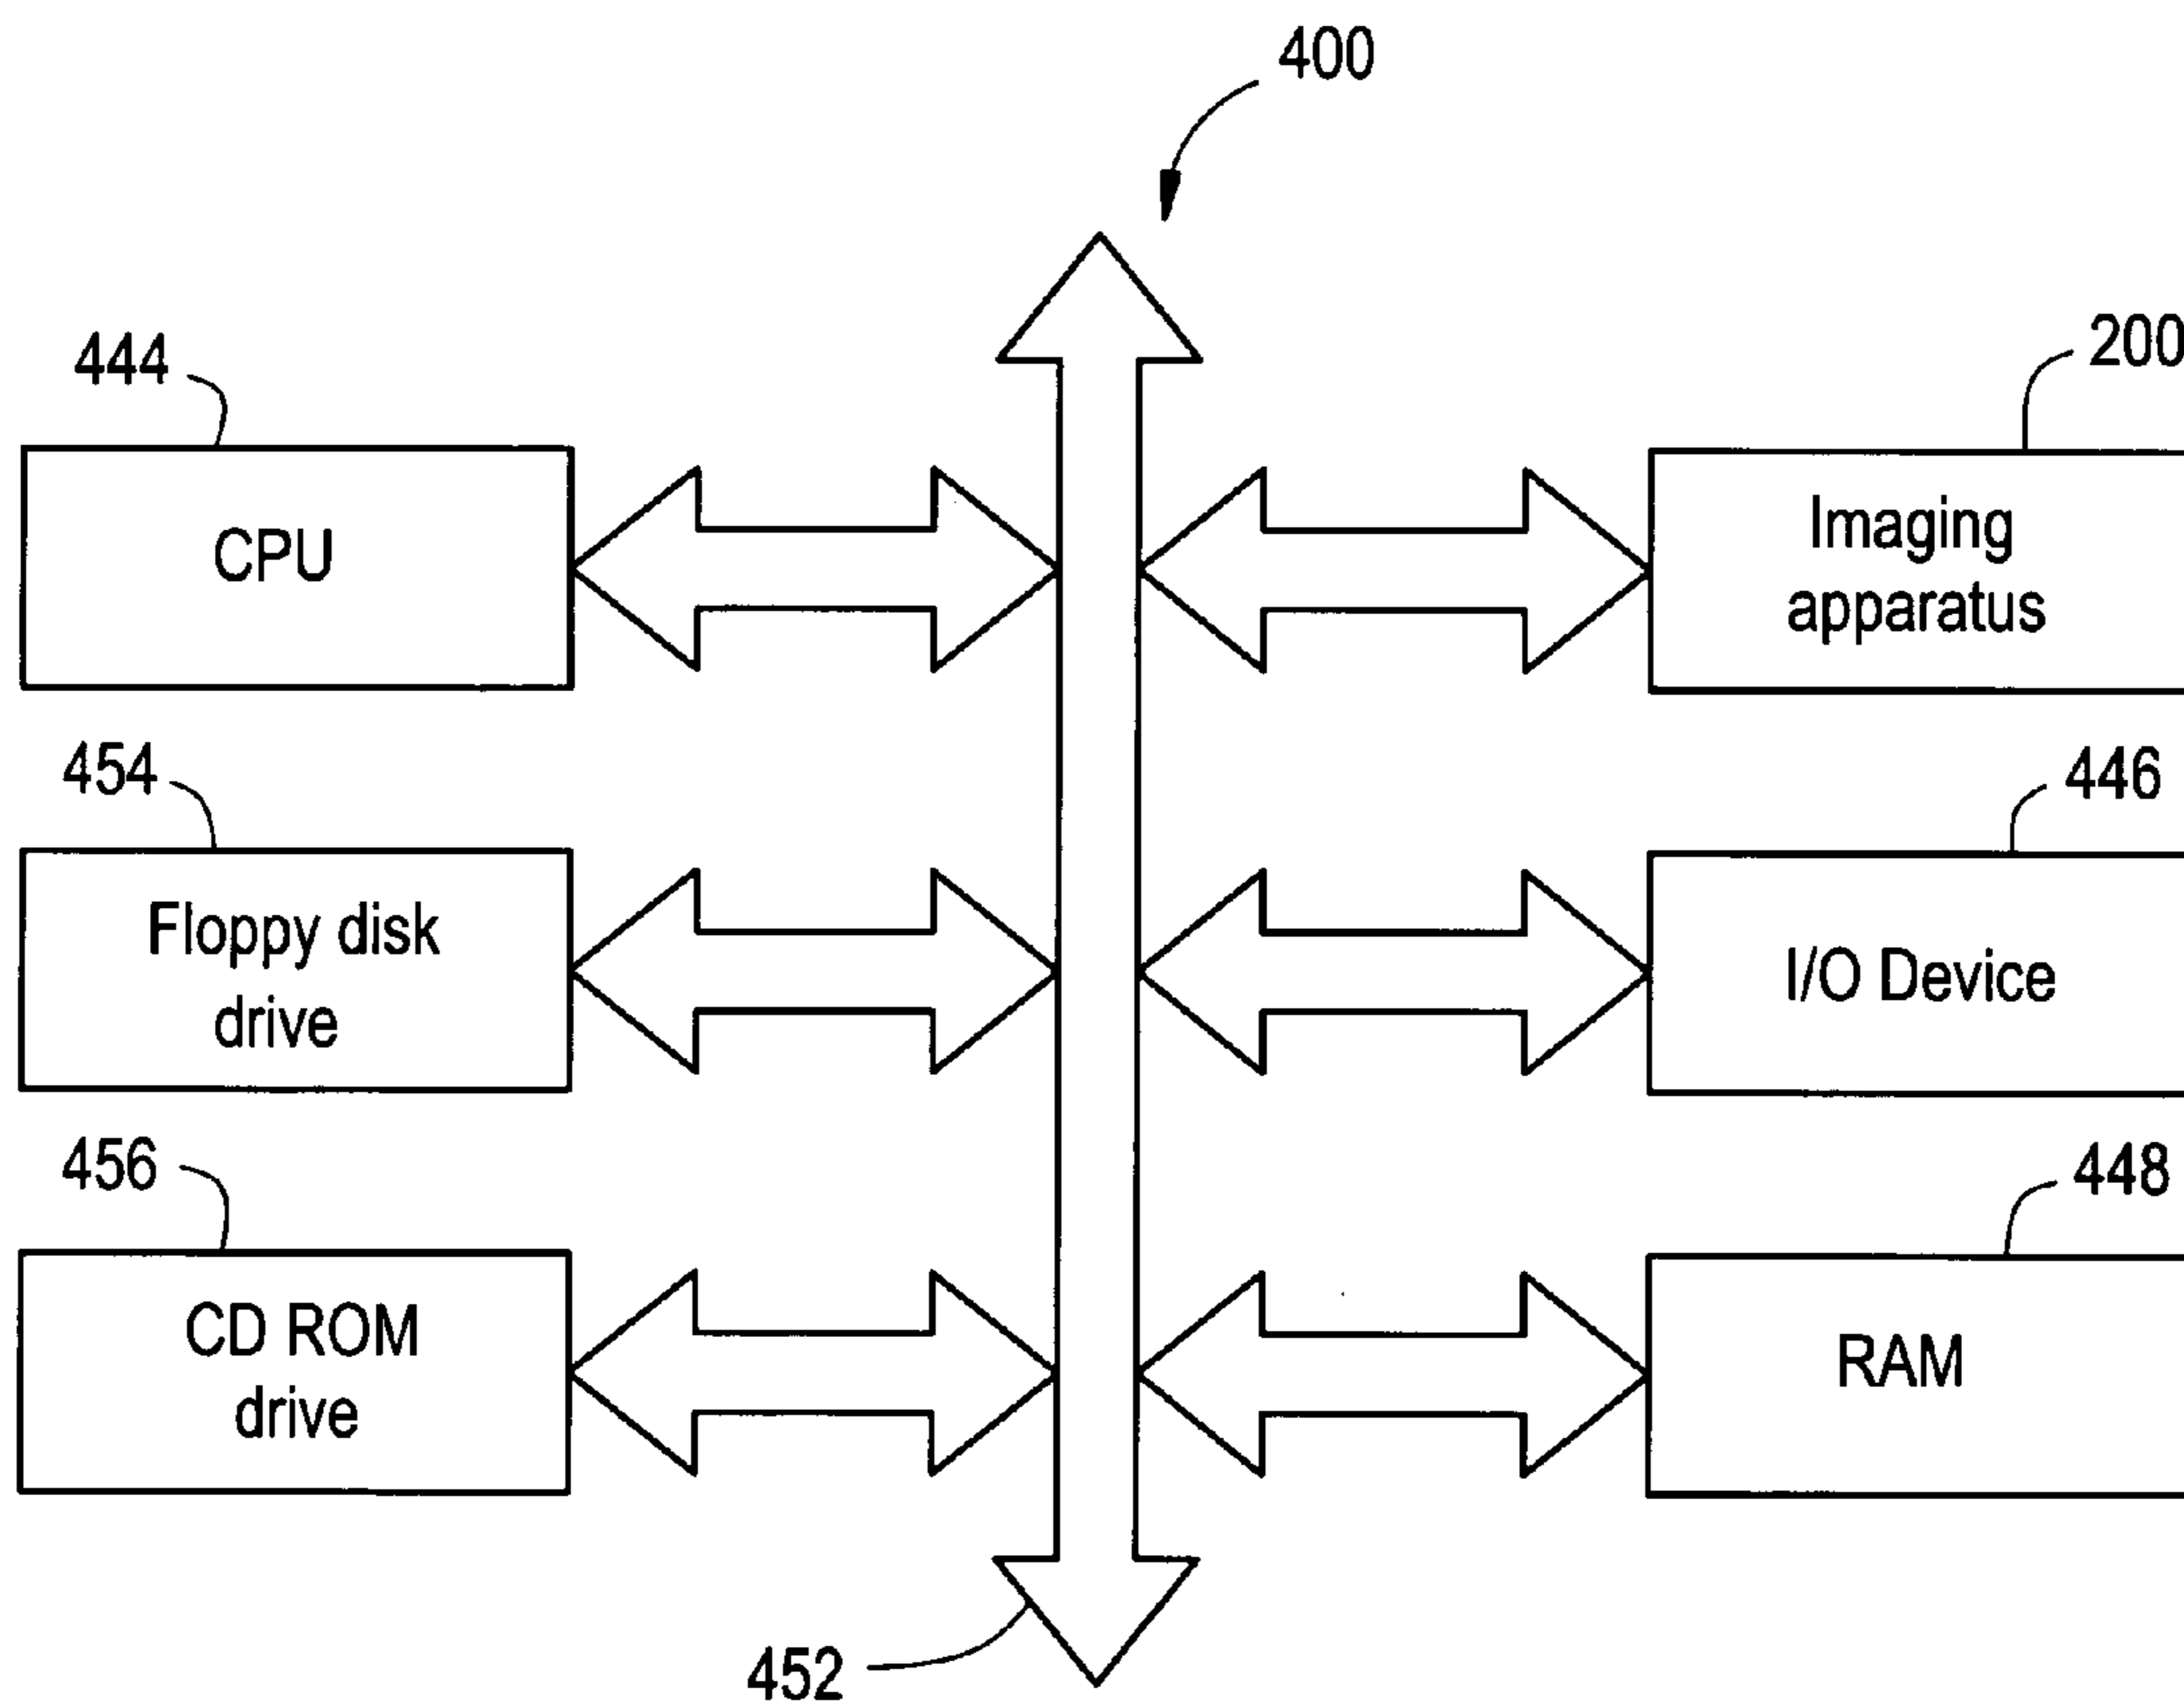 400
444
200
CPU
Imaging
apparatus
454
446
Floppy disk
drive
I/O Device
456
448
CD ROM
drive
RAM
452